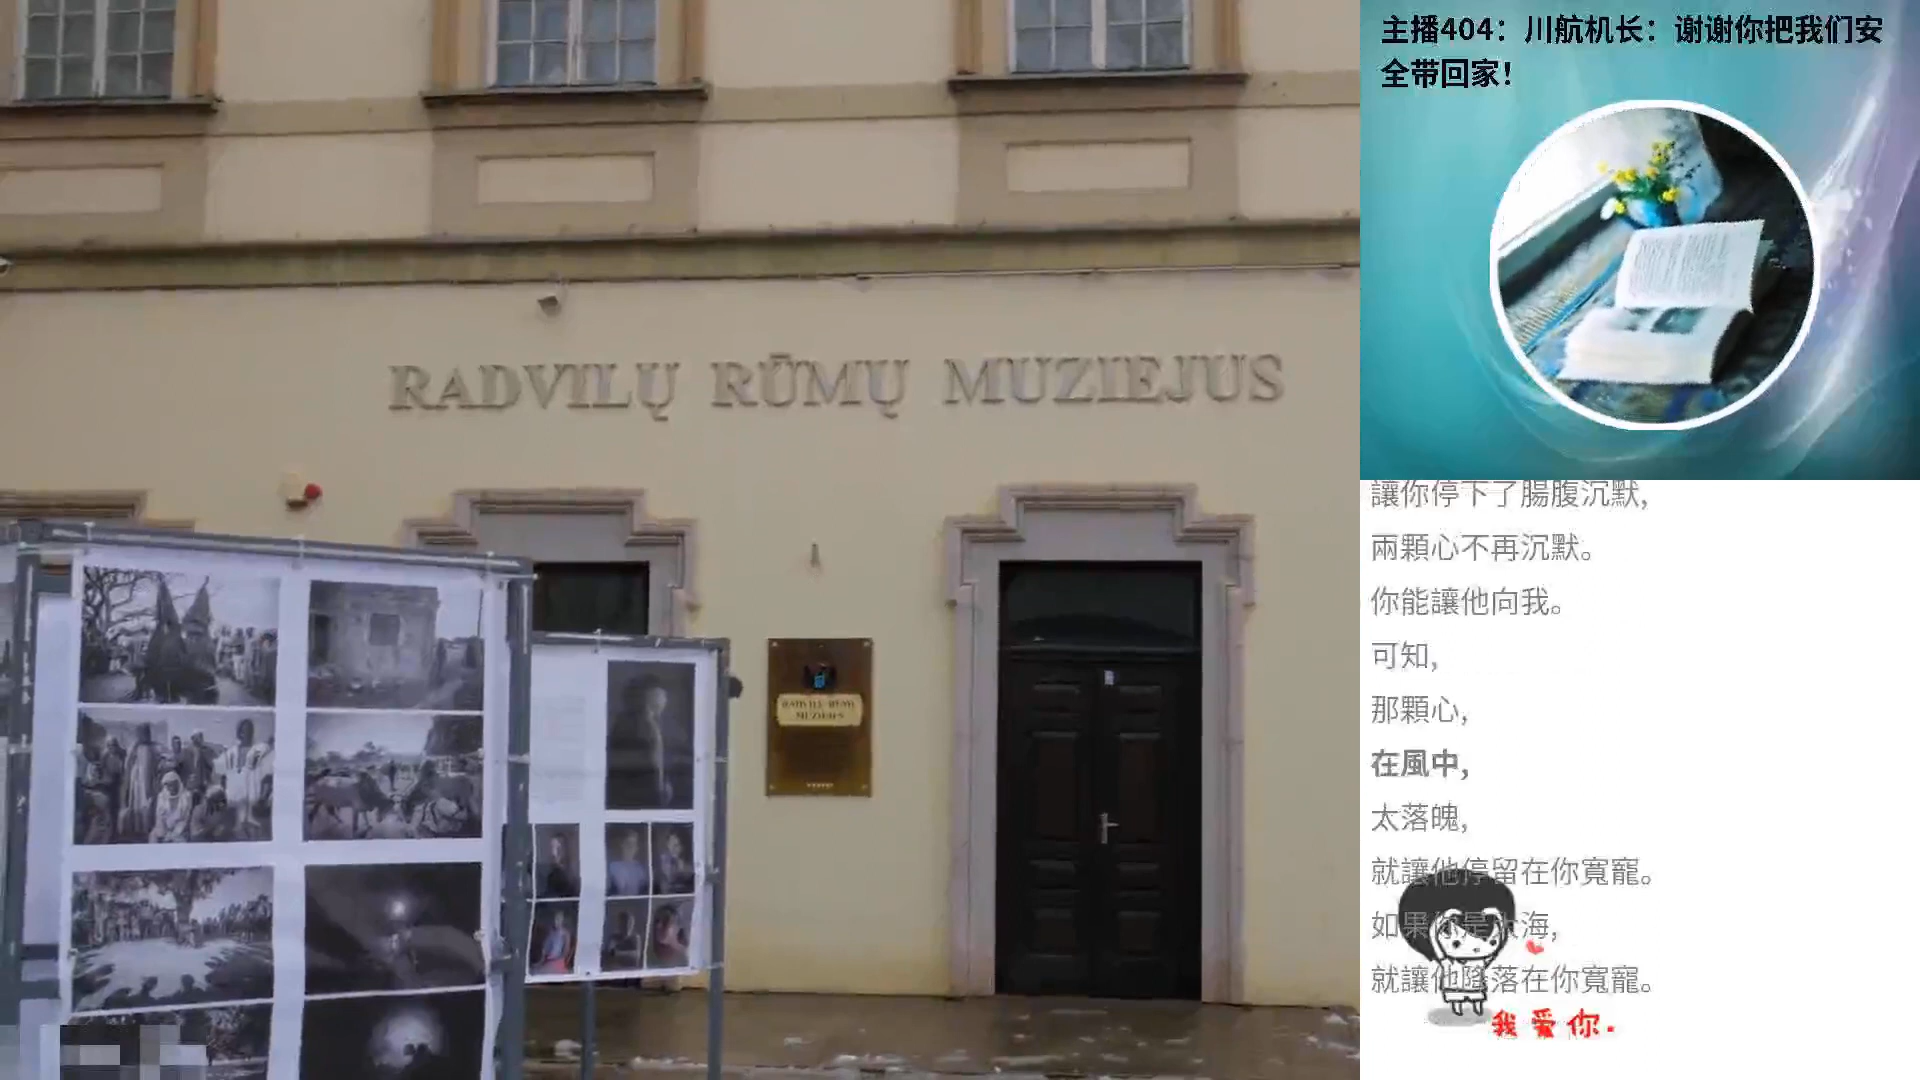 RADVILŲ RŪMŲ MUZIEJUS
RADVILŲ RŪMŲ
MUZIEJUS
主播404：川航机长：谢谢你把我们安
全带回家！
讓你停下了腸腹沉默,
兩顆心不再沉默。
你能讓他向我。
可知,
那顆心,
在風中,
太落魄,
就讓他停留在你寬寵。
如果你是大海,
就讓他降落在你寬寵。
我爱你.